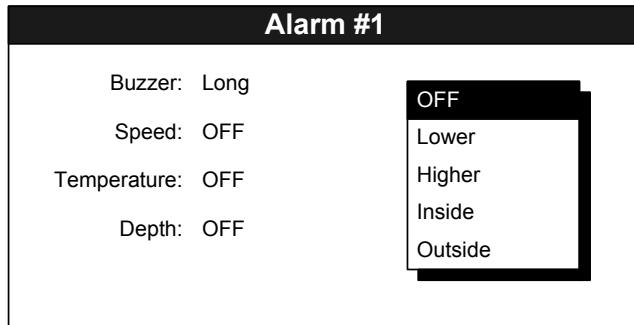 Alarm #1
Buzzer: Long
Speed: OFF
Temperature: OFF
Depth: OFF
OFF
Lower
Higher
Inside
Outside